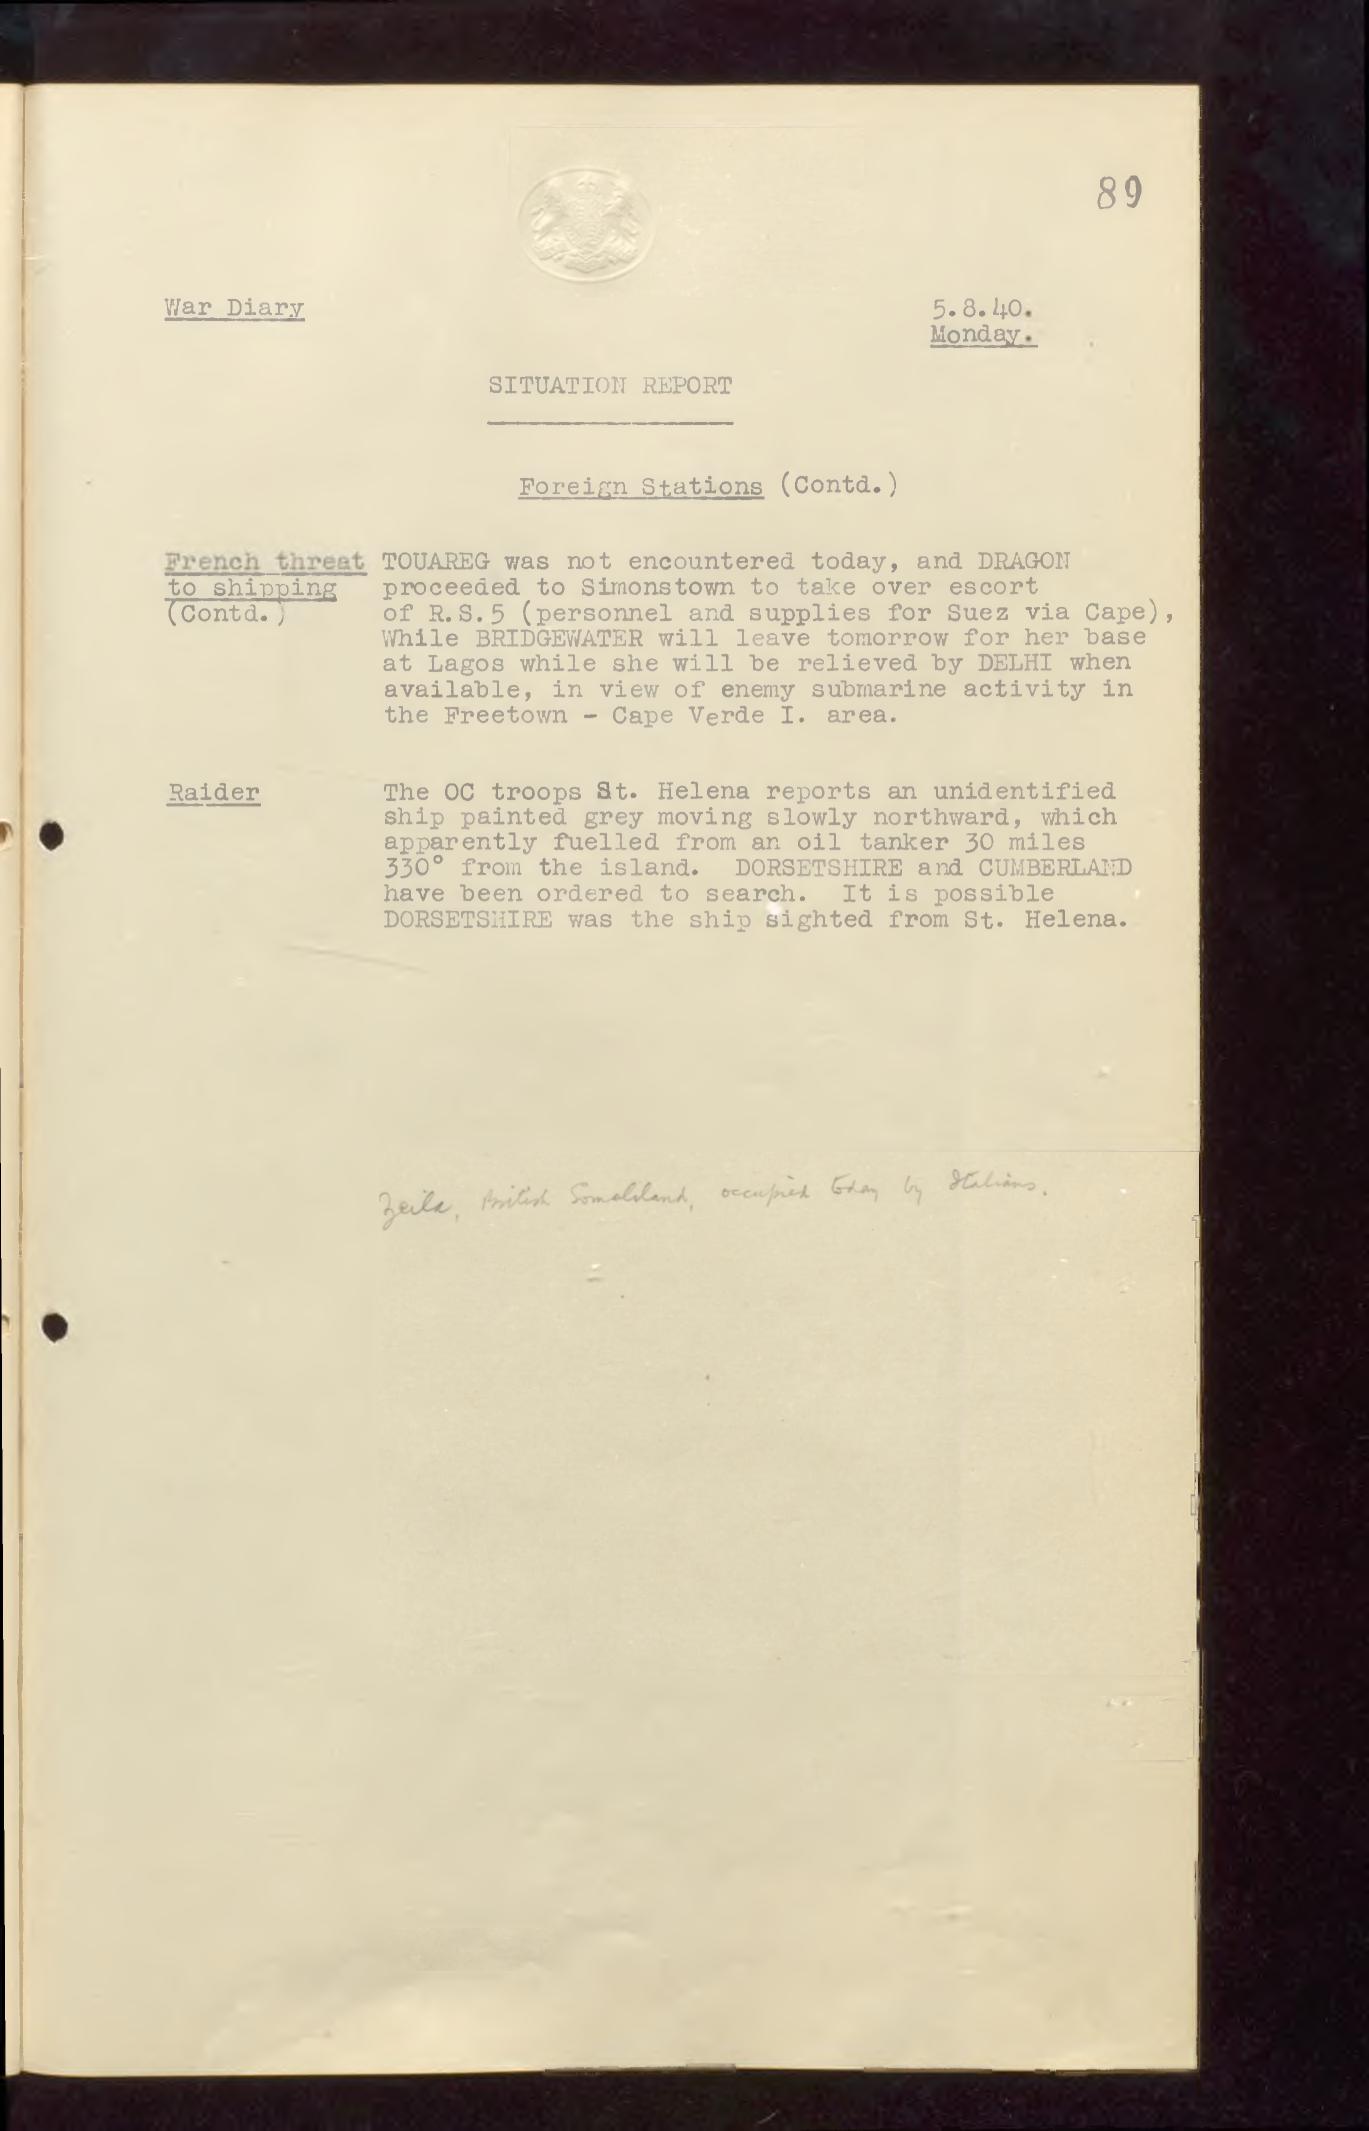 89
War Diary
5.8.40.
Monday.
SITUATION REPORT
Foreign Stations (Contd.)
French threat
to shipping
(Contd.)
TOUAREG was not encountered today, and DRAGON
proceeded to Simonstown to take over escort
of R.S.5 (personnel and supplies for Suez via Cape),
While BRIDGEWATER will leave tomorrow for her base
at Lagos while she will be relieved by DELHI when
available, in view of enemy submarine activity in
the Freetown - Cape Verde I. area.
Raider
The OC troops St. Helena reports an unidentified
ship painted grey moving slowly northward, which
apparently fuelled from an oil tanker 30 miles
330° from the island. DORSETSHIRE and CUMBERLAND
have been ordered to search. It is possible
DORSETSHIRE was the ship sighted from St. Helena.
Zeila, British Somaliland, occupied today by Italians.